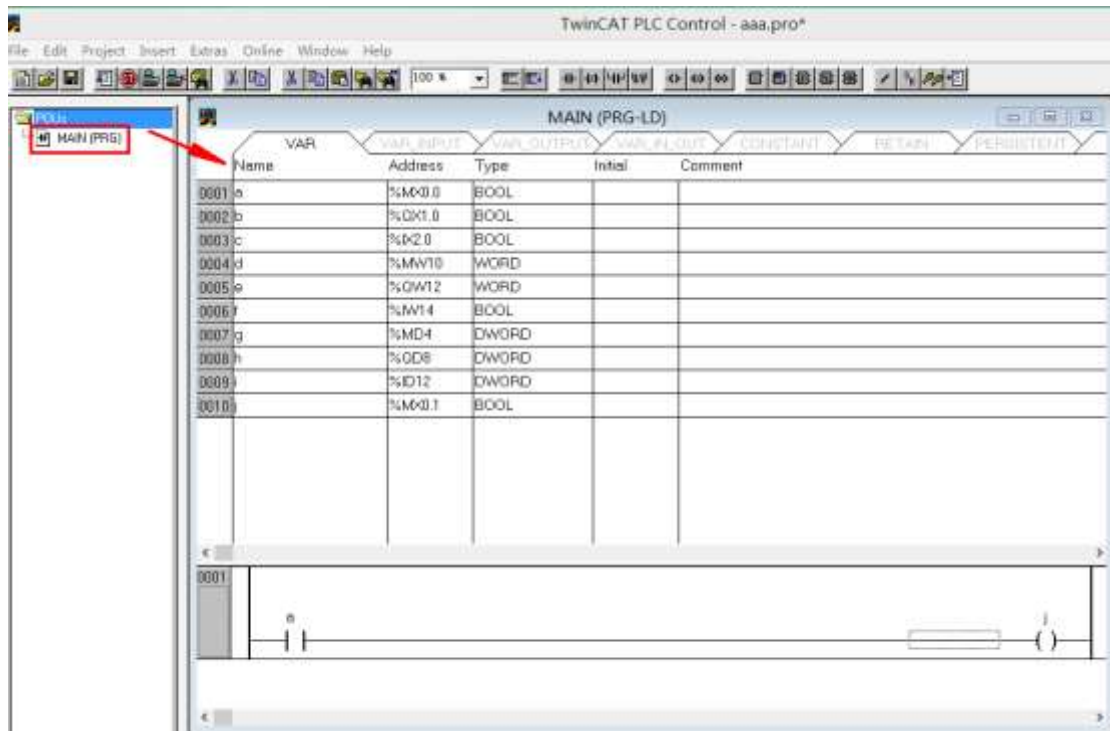 TwinCAT PLC Control - aaa.pro*
File Edit Project Insert Extras Online Window Help
100 %
POUs
MAIN (PRG)
MAIN (PRG-LD)
VAR VAR_INPUT VAR_OUTPUT VAR_IN_OUT CONSTANT RETAIN PERSISTENT
Name Address Type Initial Comment
0001 a %MX0.0 BOOL
0002 b %QX1.0 BOOL
0003 c %IX2.0 BOOL
0004 d %MW10 WORD
0005 e %QW12 WORD
0006 f %IW14 BOOL
0007 g %MD4 DWORD
0008 h %QD8 DWORD
0009 i %ID12 DWORD
0010 j %MX0.1 BOOL
0001
a j